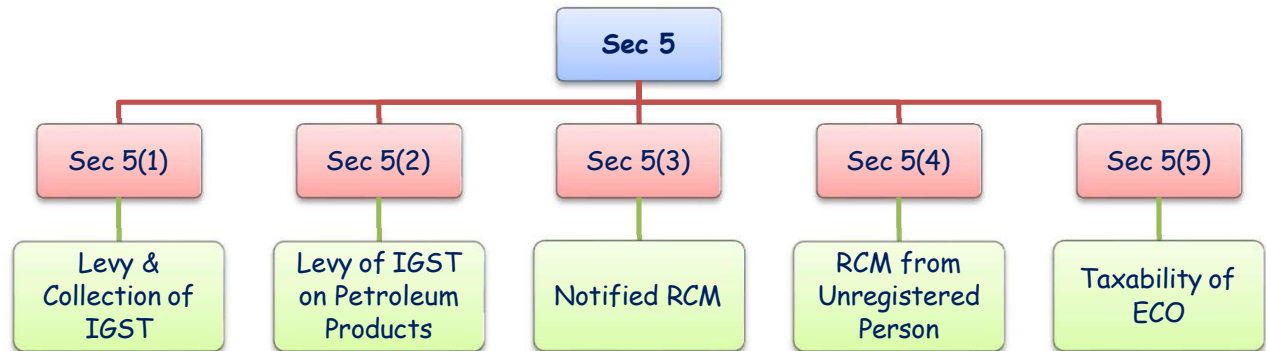 Sec 5
Sec 5(1)
Sec 5(2)
Sec 5(3)
Sec 5(4)
Sec 5(5)
Levy &
Collection of
IGST
Levy of IGST
on Petroleum
Products
Notified RCM
RCM from
Unregistered
Person
Taxability of
ECO